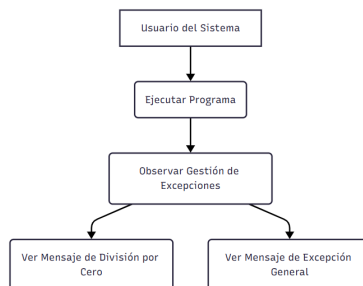 Usuario del Sistema
Ejecutar Programa
Observar Gestión de
Excepciones
Ver Mensaje de División por
Cero
Ver Mensaje de Excepción
General